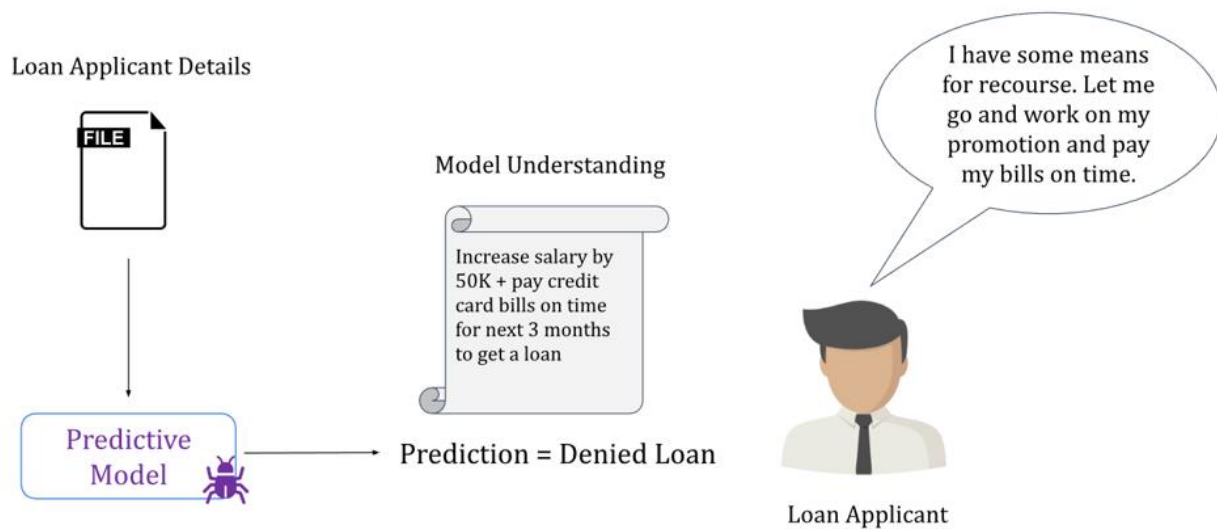 Loan Applicant Details
FILE
Predictive
Model
Model Understanding
Increase salary by
50K + pay credit
card bills on time
for next 3 months
to get a loan
Prediction = Denied Loan
I have some means
for recourse. Let me
go and work on my
promotion and pay
my bills on time.
Loan Applicant